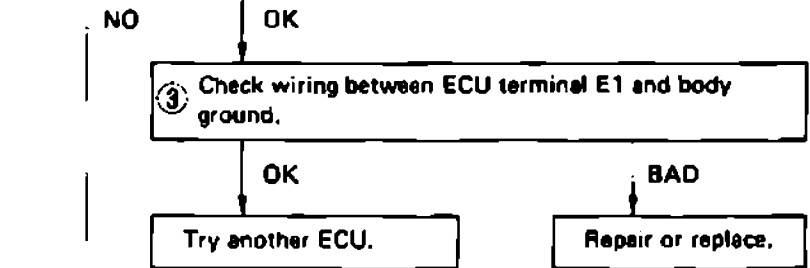 NO OK
③ Check wiring between ECU terminal E1 and body
ground.
OK BAD
Try another ECU. Repair or replace.